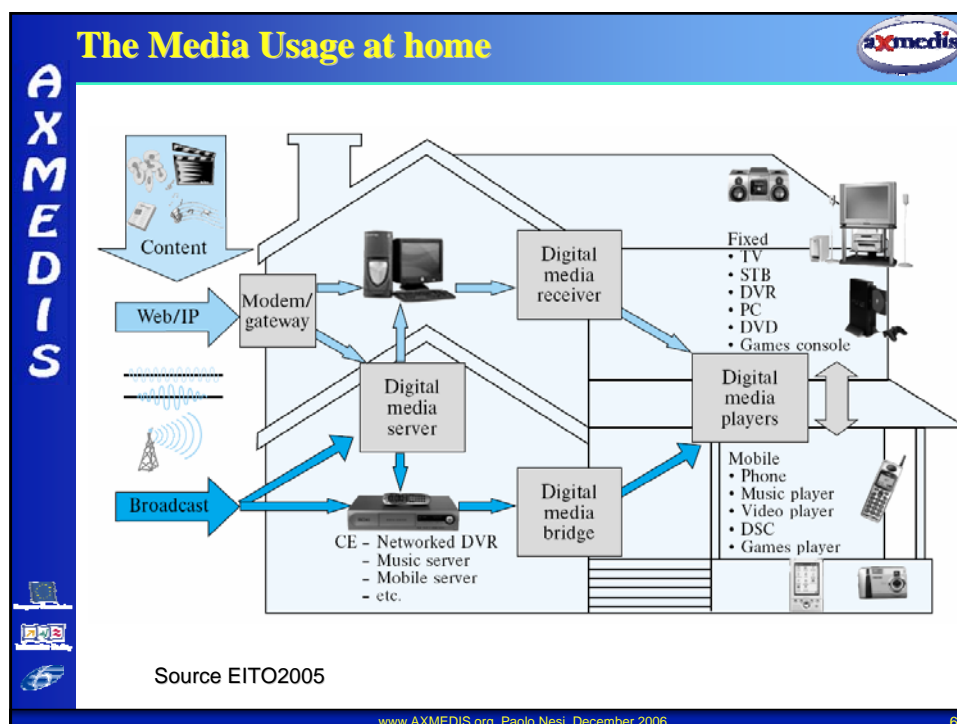 The Media Usage at home
axmedis
AXMEDIS
Content
Web/IP
Modem/
gateway
Digital
media
receiver
Fixed
• TV
• STB
• DVR
• PC
• DVD
• Games console
Digital
media
server
Digital
media
players
Broadcast
CE – Networked DVR
– Music server
– Mobile server
– etc.
Digital
media
bridge
Mobile
• Phone
• Music player
• Video player
• DSC
• Games player
Source EITO2005
www.AXMEDIS.org, Paolo Nesi, December 2006
6